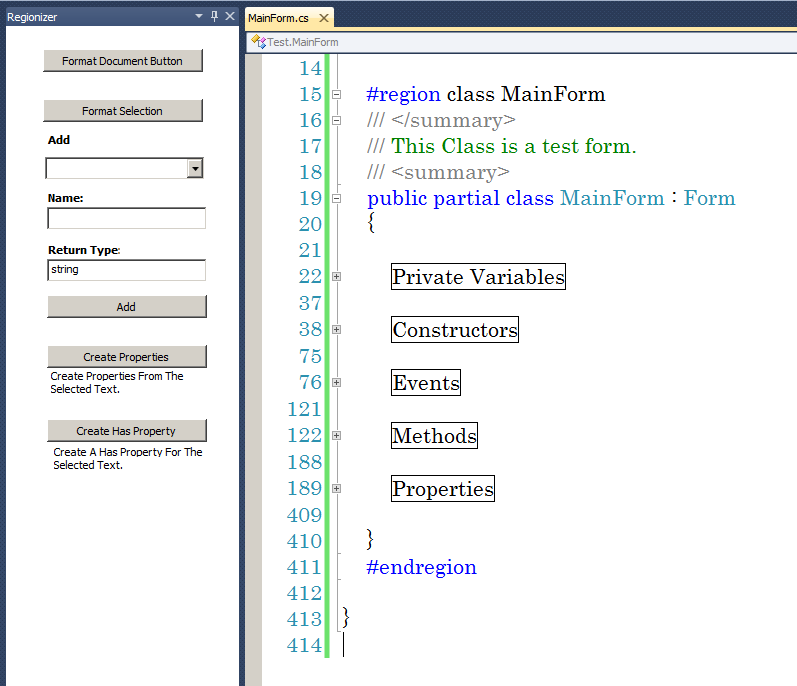 Regionizer
Format Document Button
Format Selection
Add
Name:
Return Type:
string
Add
Create Properties
Create Properties From The
Selected Text.
Create Has Property
Create A Has Property For The
Selected Text.
MainForm.cs
Test.MainForm
14
15 #region class MainForm
16 /// </summary>
17 /// This Class is a test form.
18 /// <summary>
19 public partial class MainForm : Form
20 {
21
22 Private Variables
37
38 Constructors
75
76 Events
121
122 Methods
188
189 Properties
409
410 }
411 #endregion
412
413 }
414